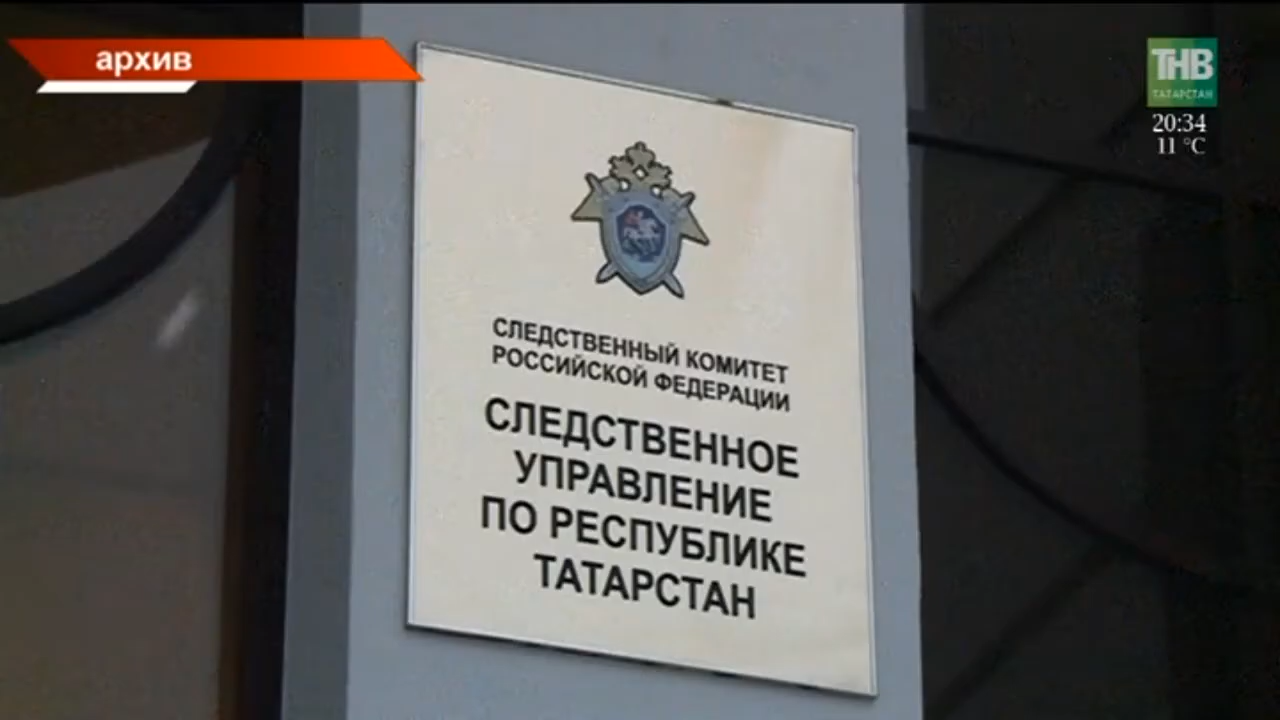 архив
ТНВ
ТАТАРСТАН
20:34
11 °C
СЛЕДСТВЕННЫЙ КОМИТЕТ
РОССИЙСКОЙ ФЕДЕРАЦИИ
СЛЕДСТВЕННОЕ
УПРАВЛЕНИЕ
ПО РЕСПУБЛИКЕ
ТАТАРСТАН